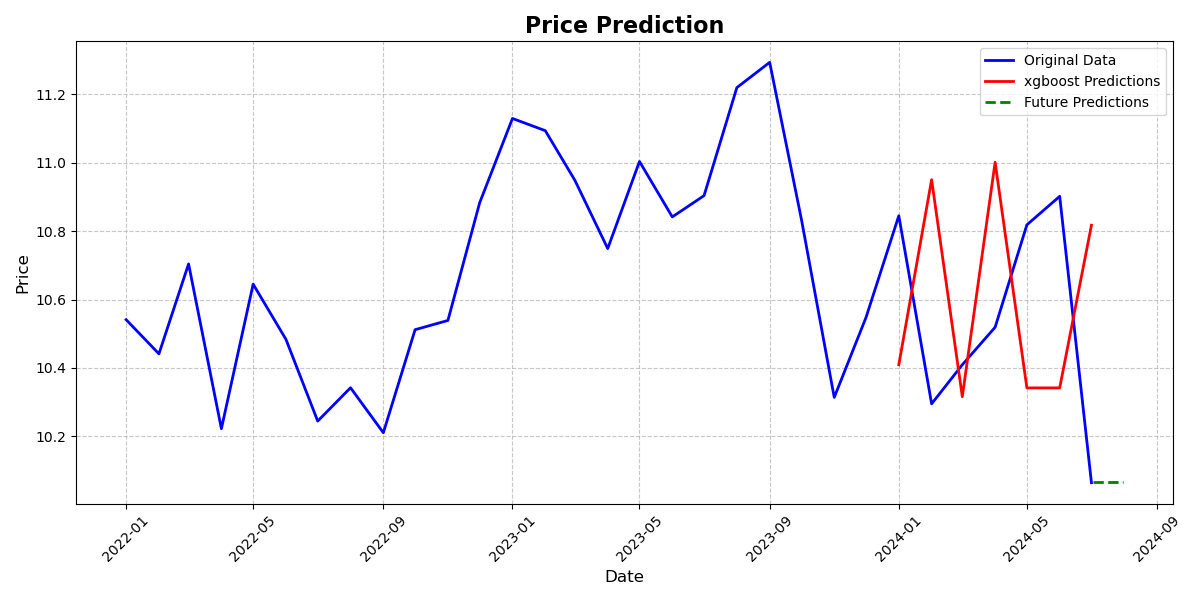 Price Prediction
Original Data
xgboost Predictions
Future Predictions
Price
11.2
11.0
10.8
10.6
10.4
10.2
2022-01
2022-05
2022-09
2023-01
2023-05
2023-09
2024-01
2024-05
2024-09
Date